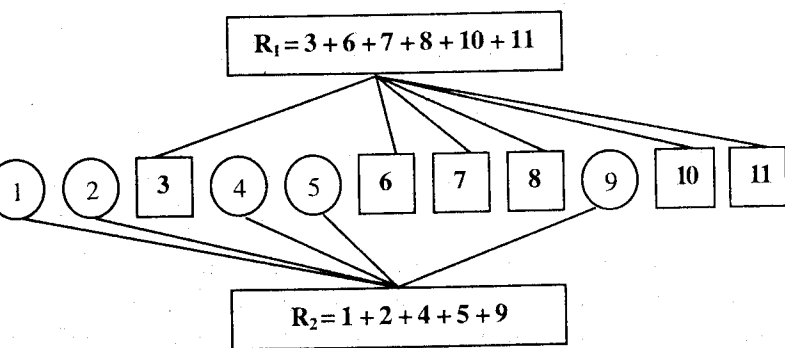 R₁ = 3 + 6 + 7 + 8 + 10 + 11
1 2 3 4 5 6 7 8 9 10 11
R₂ = 1 + 2 + 4 + 5 + 9